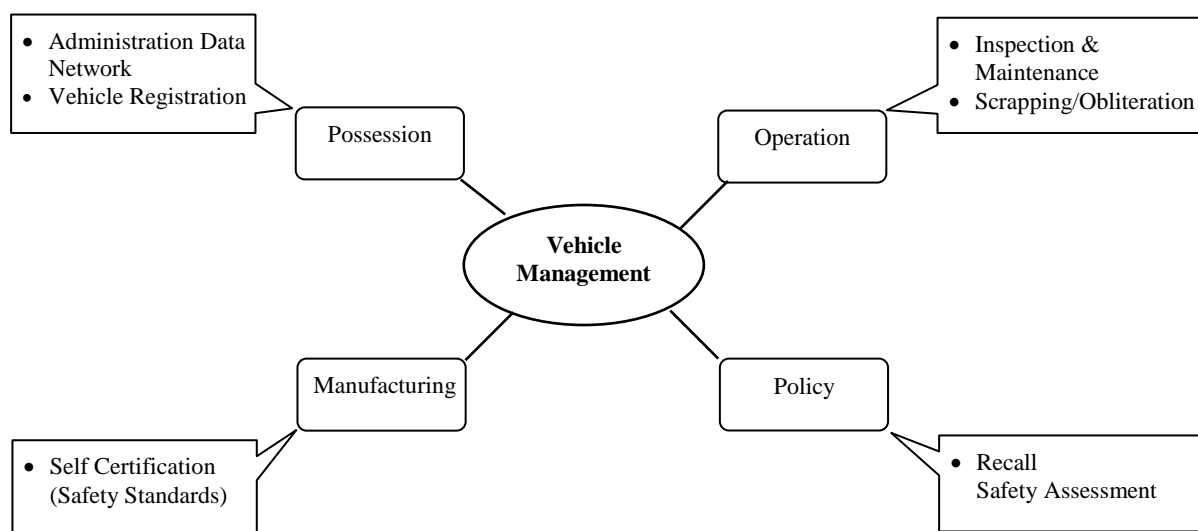 • Administration Data
Network
• Vehicle Registration
Possession
• Inspection &
Maintenance
• Scrapping/Obliteration
Operation
Vehicle
Management
Manufacturing
• Self Certification
(Safety Standards)
Policy
• Recall
Safety Assessment